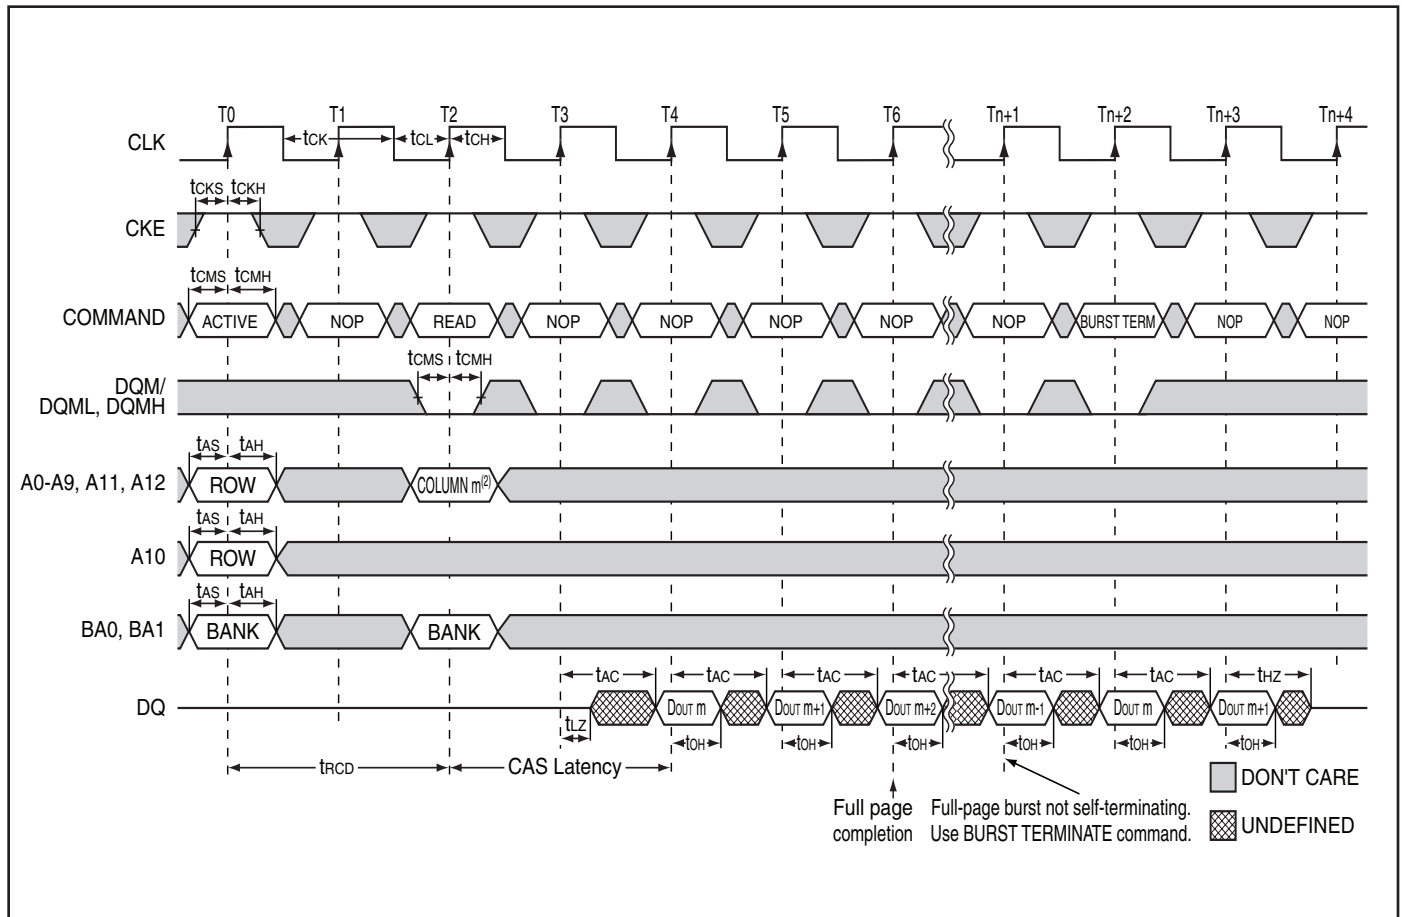 T0 T1 T2 T3 T4 T5 T6 Tn+1 Tn+2 Tn+3 Tn+4
CLK tCK tCL tCH
tCKS tCKH
CKE
tCMS tCMH
COMMAND ACTIVE NOP READ NOP NOP NOP NOP NOP BURST TERM NOP NOP
tCMS tCMH
DQM/
DQML, DQMH
tAS tAH
A0-A9, A11, A12 ROW COLUMN m(2)
tAS tAH
A10 ROW
tAS tAH
BA0, BA1 BANK BANK
tAC tAC tAC tAC tAC tAC tHZ
DQ DOUT m DOUT m+1 DOUT m+2 DOUT m-1 DOUT m DOUT m+1
tLZ tOH tOH tOH tOH tOH tOH
tRCD CAS Latency
DON'T CARE
Full page
completion
Full-page burst not self-terminating.
Use BURST TERMINATE command.
UNDEFINED